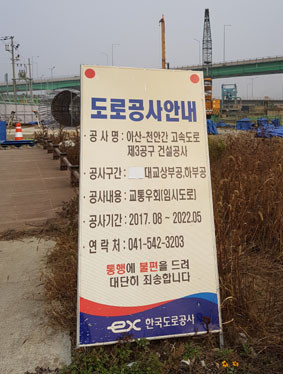 도로공사안내
· 공 사 명 : 아산-천안간 고속도로
제3공구 건설공사
· 공사구간 : 대교상부공,하부공
· 공사내용 : 교통우회(임시도로)
· 공사기간 : 2017. 08 ~ 2022.05
· 연 락 처 : 041-542-3203
통행에 불편을 드려
대단히 죄송합니다
ex 한국도로공사